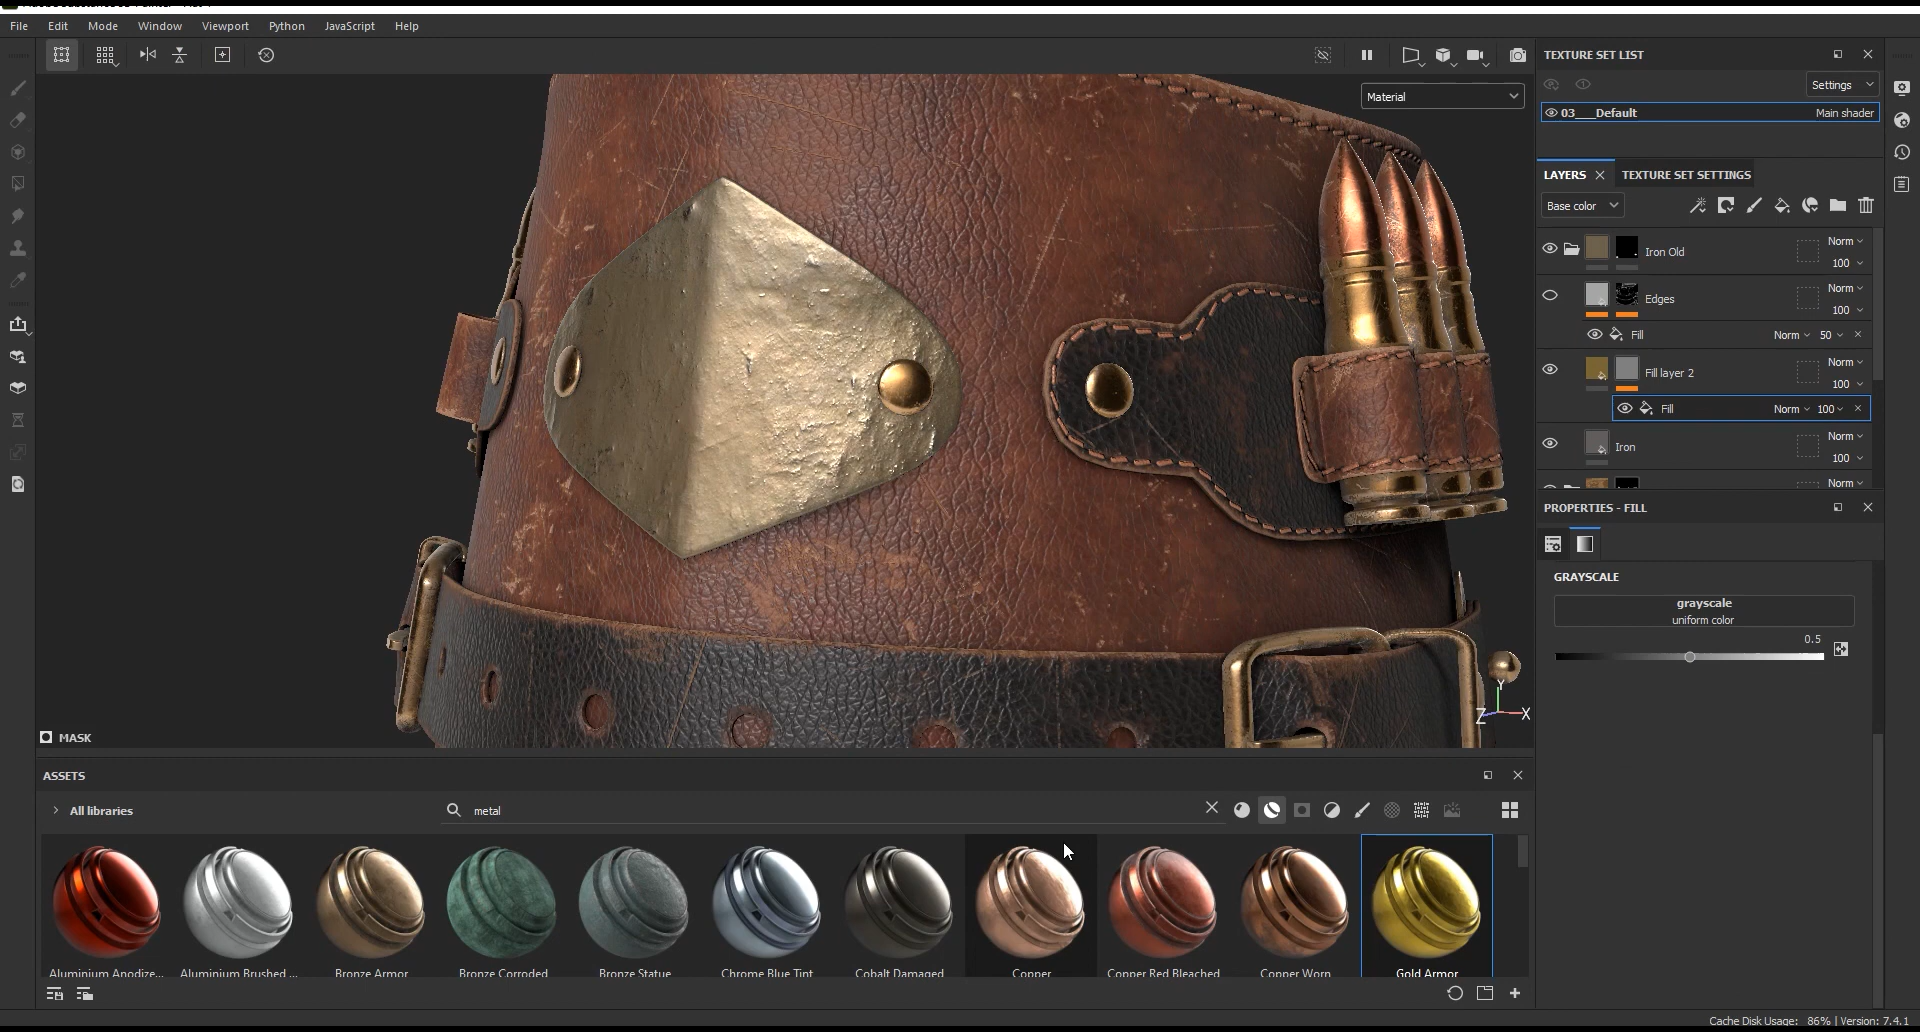 File Edit Mode Window Viewport Python JavaScript Help
Material
MASK
Z Y X
ASSETS
All libraries
metal
Aluminium Anodize... Aluminium Brushed ... Bronze Armor Bronze Corroded Bronze Statue Chrome Blue Tint Cobalt Damaged Copper Copper Red Bleached Copper Worn Gold Armor
TEXTURE SET LIST
Settings
03___Default Main shader
LAYERS TEXTURE SET SETTINGS
Base color
Iron Old Norm
100
Edges Norm
100
Fill Norm 50
Fill layer 2 Norm
100
Fill Norm 100
Iron Norm
100
Norm
PROPERTIES - FILL
GRAYSCALE
grayscale
uniform color
0.5
Cache Disk Usage: 86% | Version: 7.4.1